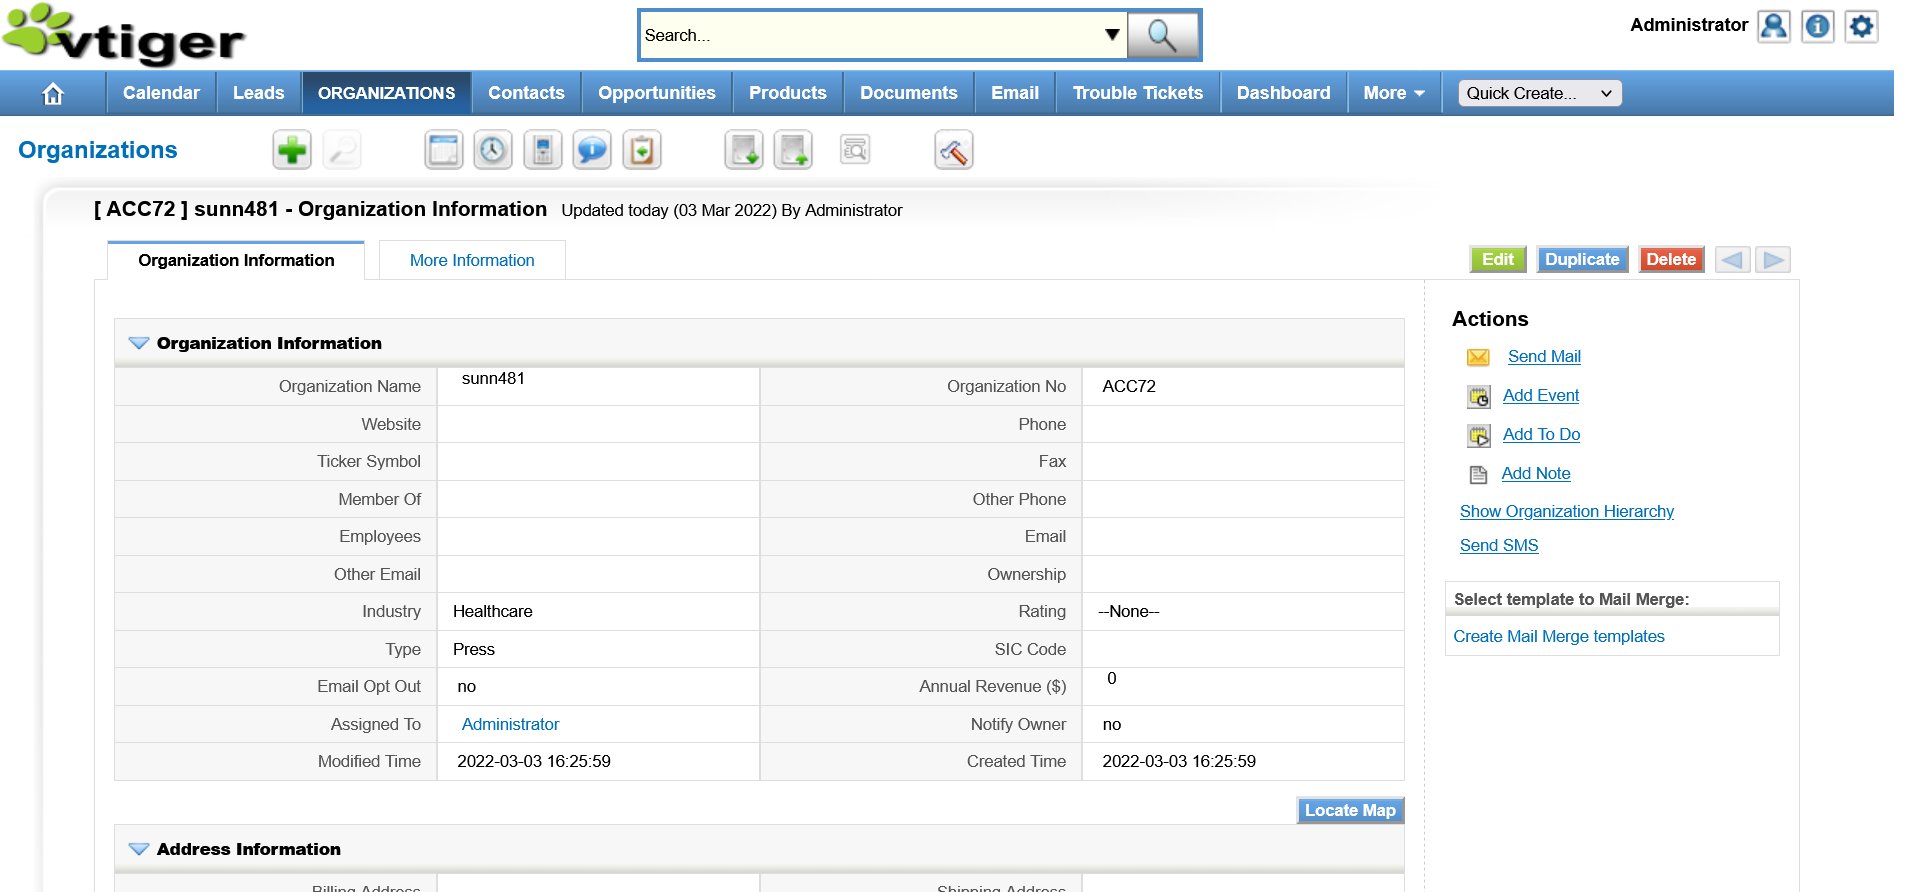 vtiger
Search...
Administrator
Calendar Leads ORGANIZATIONS Contacts Opportunities Products Documents Email Trouble Tickets Dashboard More Quick Create...
Organizations
[ ACC72 ] sunn481 - Organization Information Updated today (03 Mar 2022) By Administrator
Organization Information More Information
Edit Duplicate Delete
Organization Information
Organization Name sunn481 Organization No ACC72
Website Phone
Ticker Symbol Fax
Member Of Other Phone
Employees Email
Other Email Ownership
Industry Healthcare Rating --None--
Type Press SIC Code
Email Opt Out no Annual Revenue ($) 0
Assigned To Administrator Notify Owner no
Modified Time 2022-03-03 16:25:59 Created Time 2022-03-03 16:25:59
Locate Map
Address Information
Billing Address Shipping Address
Actions
Send Mail
Add Event
Add To Do
Add Note
Show Organization Hierarchy
Send SMS
Select template to Mail Merge:
Create Mail Merge templates